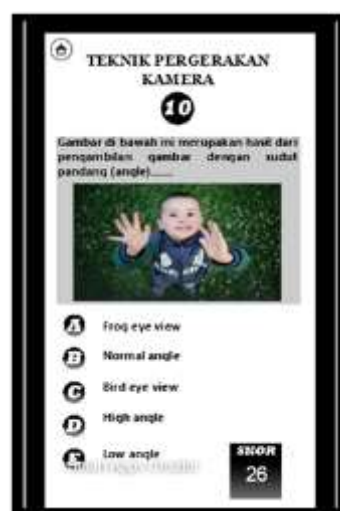 TEKNIK PERGERAKAN
KAMERA
10
Gambar di bawah ini merupakan hasil dari
pengambilan gambar dengan sudut
pandang (angle).......
A Frog eye view
B Normal angle
C Bird eye view
D High angle
E Low angle
SKOR
26